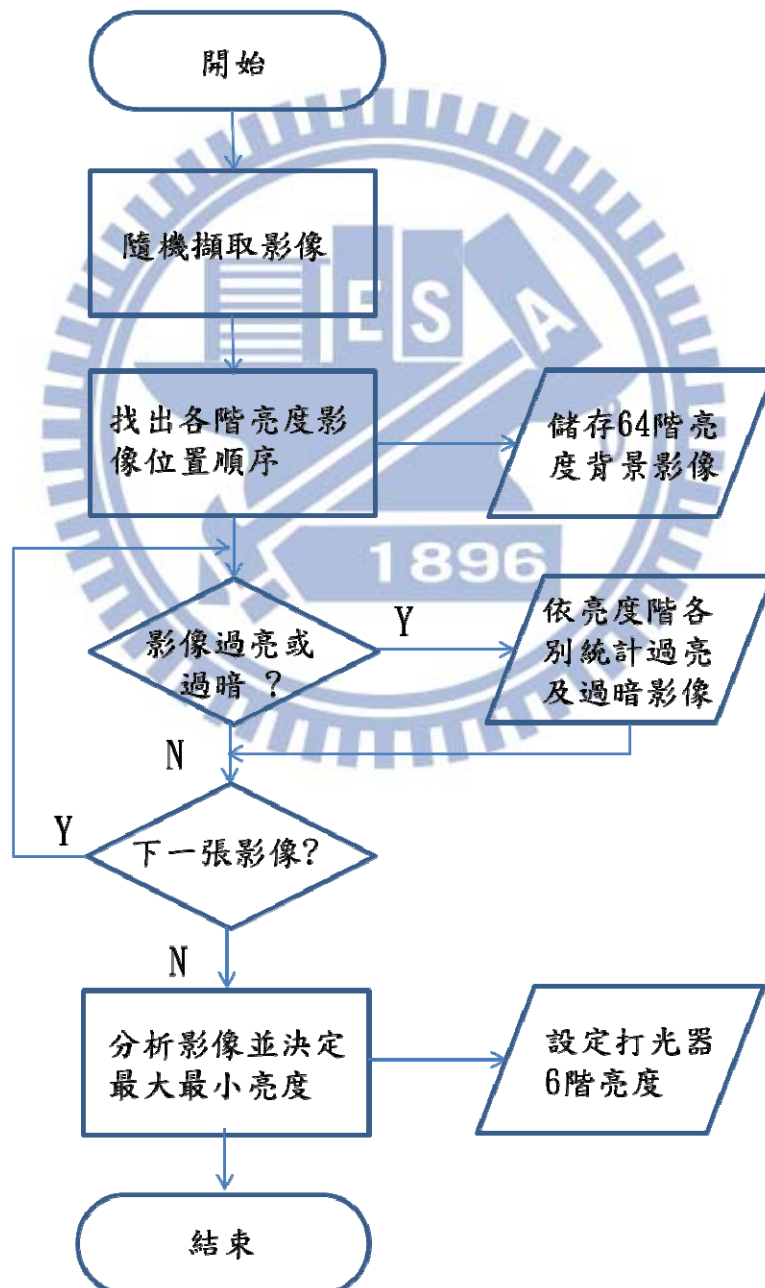 開始
隨機擷取影像
找出各階亮度影
像位置順序
儲存64階亮
度背景影像
ESA
1896
影像過亮或
過暗 ？
Y
依亮度階各
別統計過亮
及過暗影像
N
Y
下一張影像?
N
分析影像並決定
最大最小亮度
設定打光器
6階亮度
結束